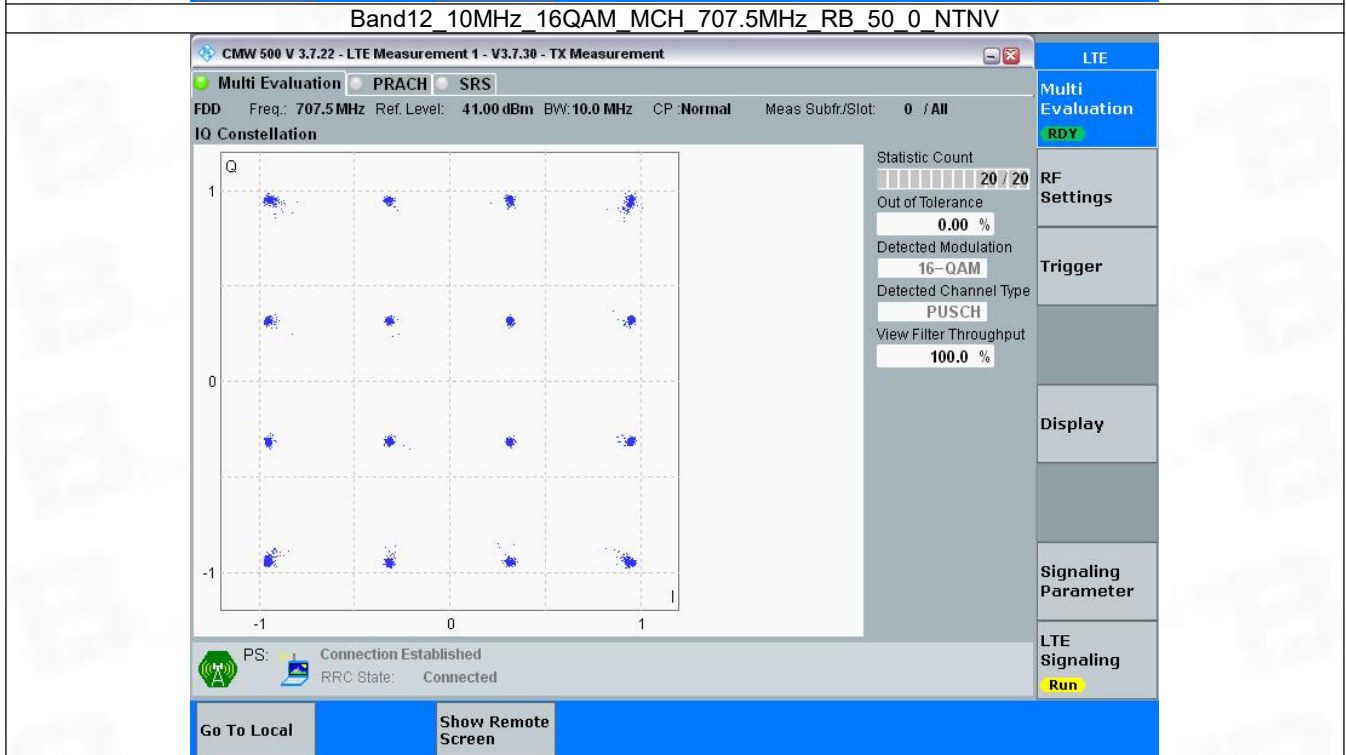 Band12_10MHz_16QAM_MCH_707.5MHz_RB_50_0_NTNV
CMW 500 V 3.7.22 - LTE Measurement 1 - V3.7.30 - TX Measurement
LTE
Multi Evaluation PRACH SRS
Multi
Evaluation
RDY
FDD Freq.: 707.5 MHz Ref. Level: 41.00 dBm BW: 10.0 MHz CP :Normal Meas Subfr./Slot: 0 / All
IQ Constellation
Q
1
0
-1
I
-1 0 1
Statistic Count
20 / 20
Out of Tolerance
0.00 %
Detected Modulation
16-QAM
Detected Channel Type
PUSCH
View Filter Throughput
100.0 %
RF
Settings
Trigger
Display
Signaling
Parameter
LTE
Signaling
Run
PS: Connection Established
RRC State: Connected
Go To Local
Show Remote
Screen